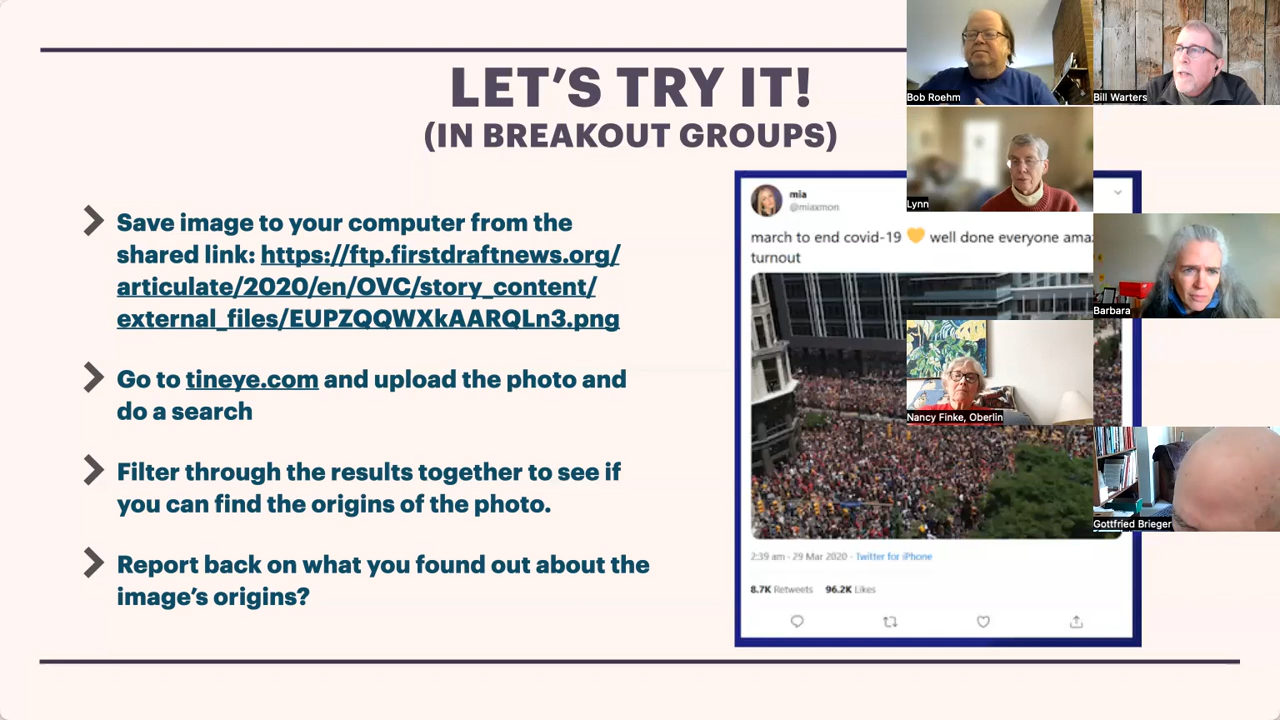 LET'S TRY IT!
(IN BREAKOUT GROUPS)
Save image to your computer from the
shared link: https://ftp.firstdraftnews.org/
articulate/2020/en/OVC/story_content/
external_files/EUPZQQWXkAARQLn3.png
Go to tineye.com and upload the photo and
do a search
Filter through the results together to see if
you can find the origins of the photo.
Report back on what you found out about the
image's origins?
mia
@miaxmon
march to end covid-19 🧡 well done everyone
turnout
2:39 am · 29 Mar 2020 · Twitter for iPhone
8.7K Retweets 96.2K Likes
Bob Roehm
Bill Warters
Lynn
Barbara
Nancy Finke, Oberlin
Gottfried Brieger